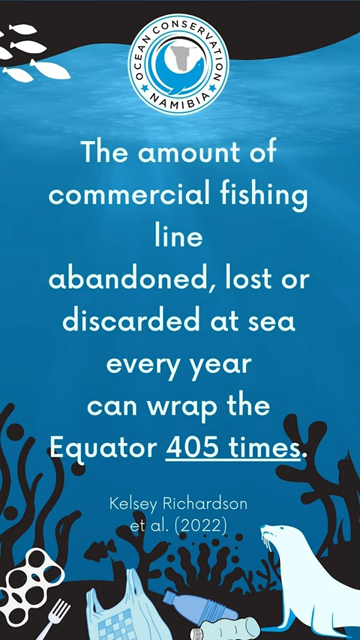 OCEAN CONSERVATION
NAMIBIA
The amount of
commercial fishing
line
abandoned, lost or
discarded at sea
every year
can wrap the
Equator 405 times.
Kelsey Richardson
et al. (2022)